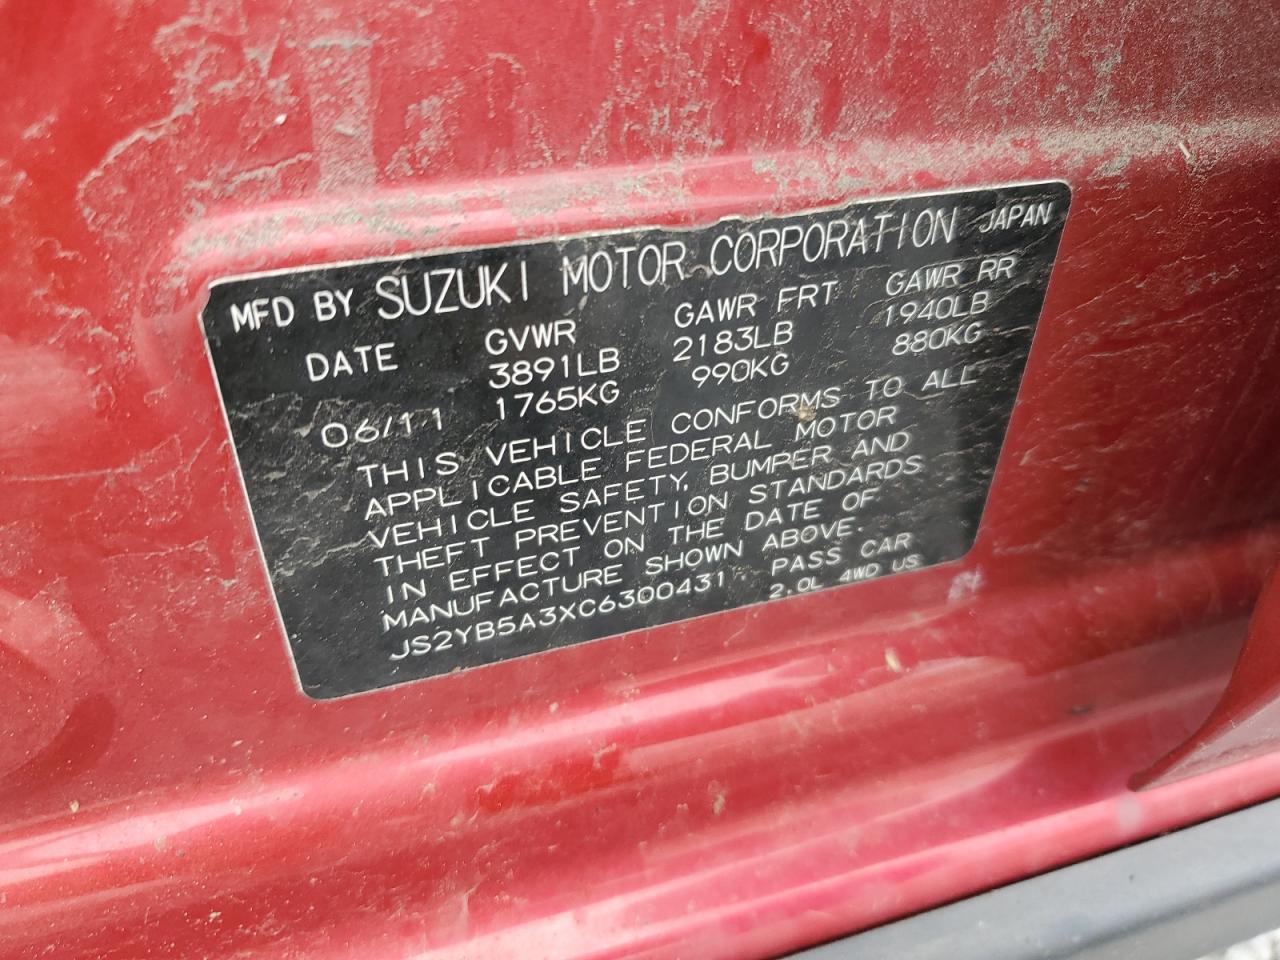 MFD BY SUZUKI MOTOR CORPORATION JAPAN
DATE GVWR GAWR FRT GAWR RR
3891LB 2183LB 1940LB
06/11 1765KG 990KG 880KG
THIS VEHICLE CONFORMS TO ALL
APPLICABLE FEDERAL MOTOR
VEHICLE SAFETY, BUMPER AND
THEFT PREVENTION STANDARDS
IN EFFECT ON THE DATE OF
MANUFACTURE SHOWN ABOVE.
JS2YB5A3XC6300431 PASS CAR
2.0L 4WD US